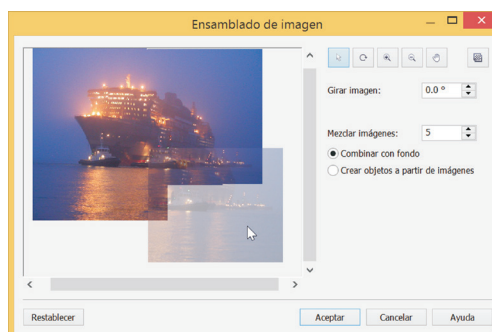 Ensamblado de imagen
Girar imagen: 0.0 °
Mezclar imágenes: 5
Combinar con fondo
Crear objetos a partir de imágenes
Restablecer Aceptar Cancelar Ayuda